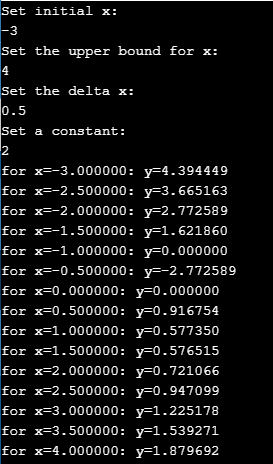 Set initial x:
-3
Set the upper bound for x:
4
Set the delta x:
0.5
Set a constant:
2
for x=-3.000000: y=4.394449
for x=-2.500000: y=3.665163
for x=-2.000000: y=2.772589
for x=-1.500000: y=1.621860
for x=-1.000000: y=0.000000
for x=-0.500000: y=-2.772589
for x=0.000000: y=0.000000
for x=0.500000: y=0.916754
for x=1.000000: y=0.577350
for x=1.500000: y=0.576515
for x=2.000000: y=0.721066
for x=2.500000: y=0.947099
for x=3.000000: y=1.225178
for x=3.500000: y=1.539271
for x=4.000000: y=1.879692